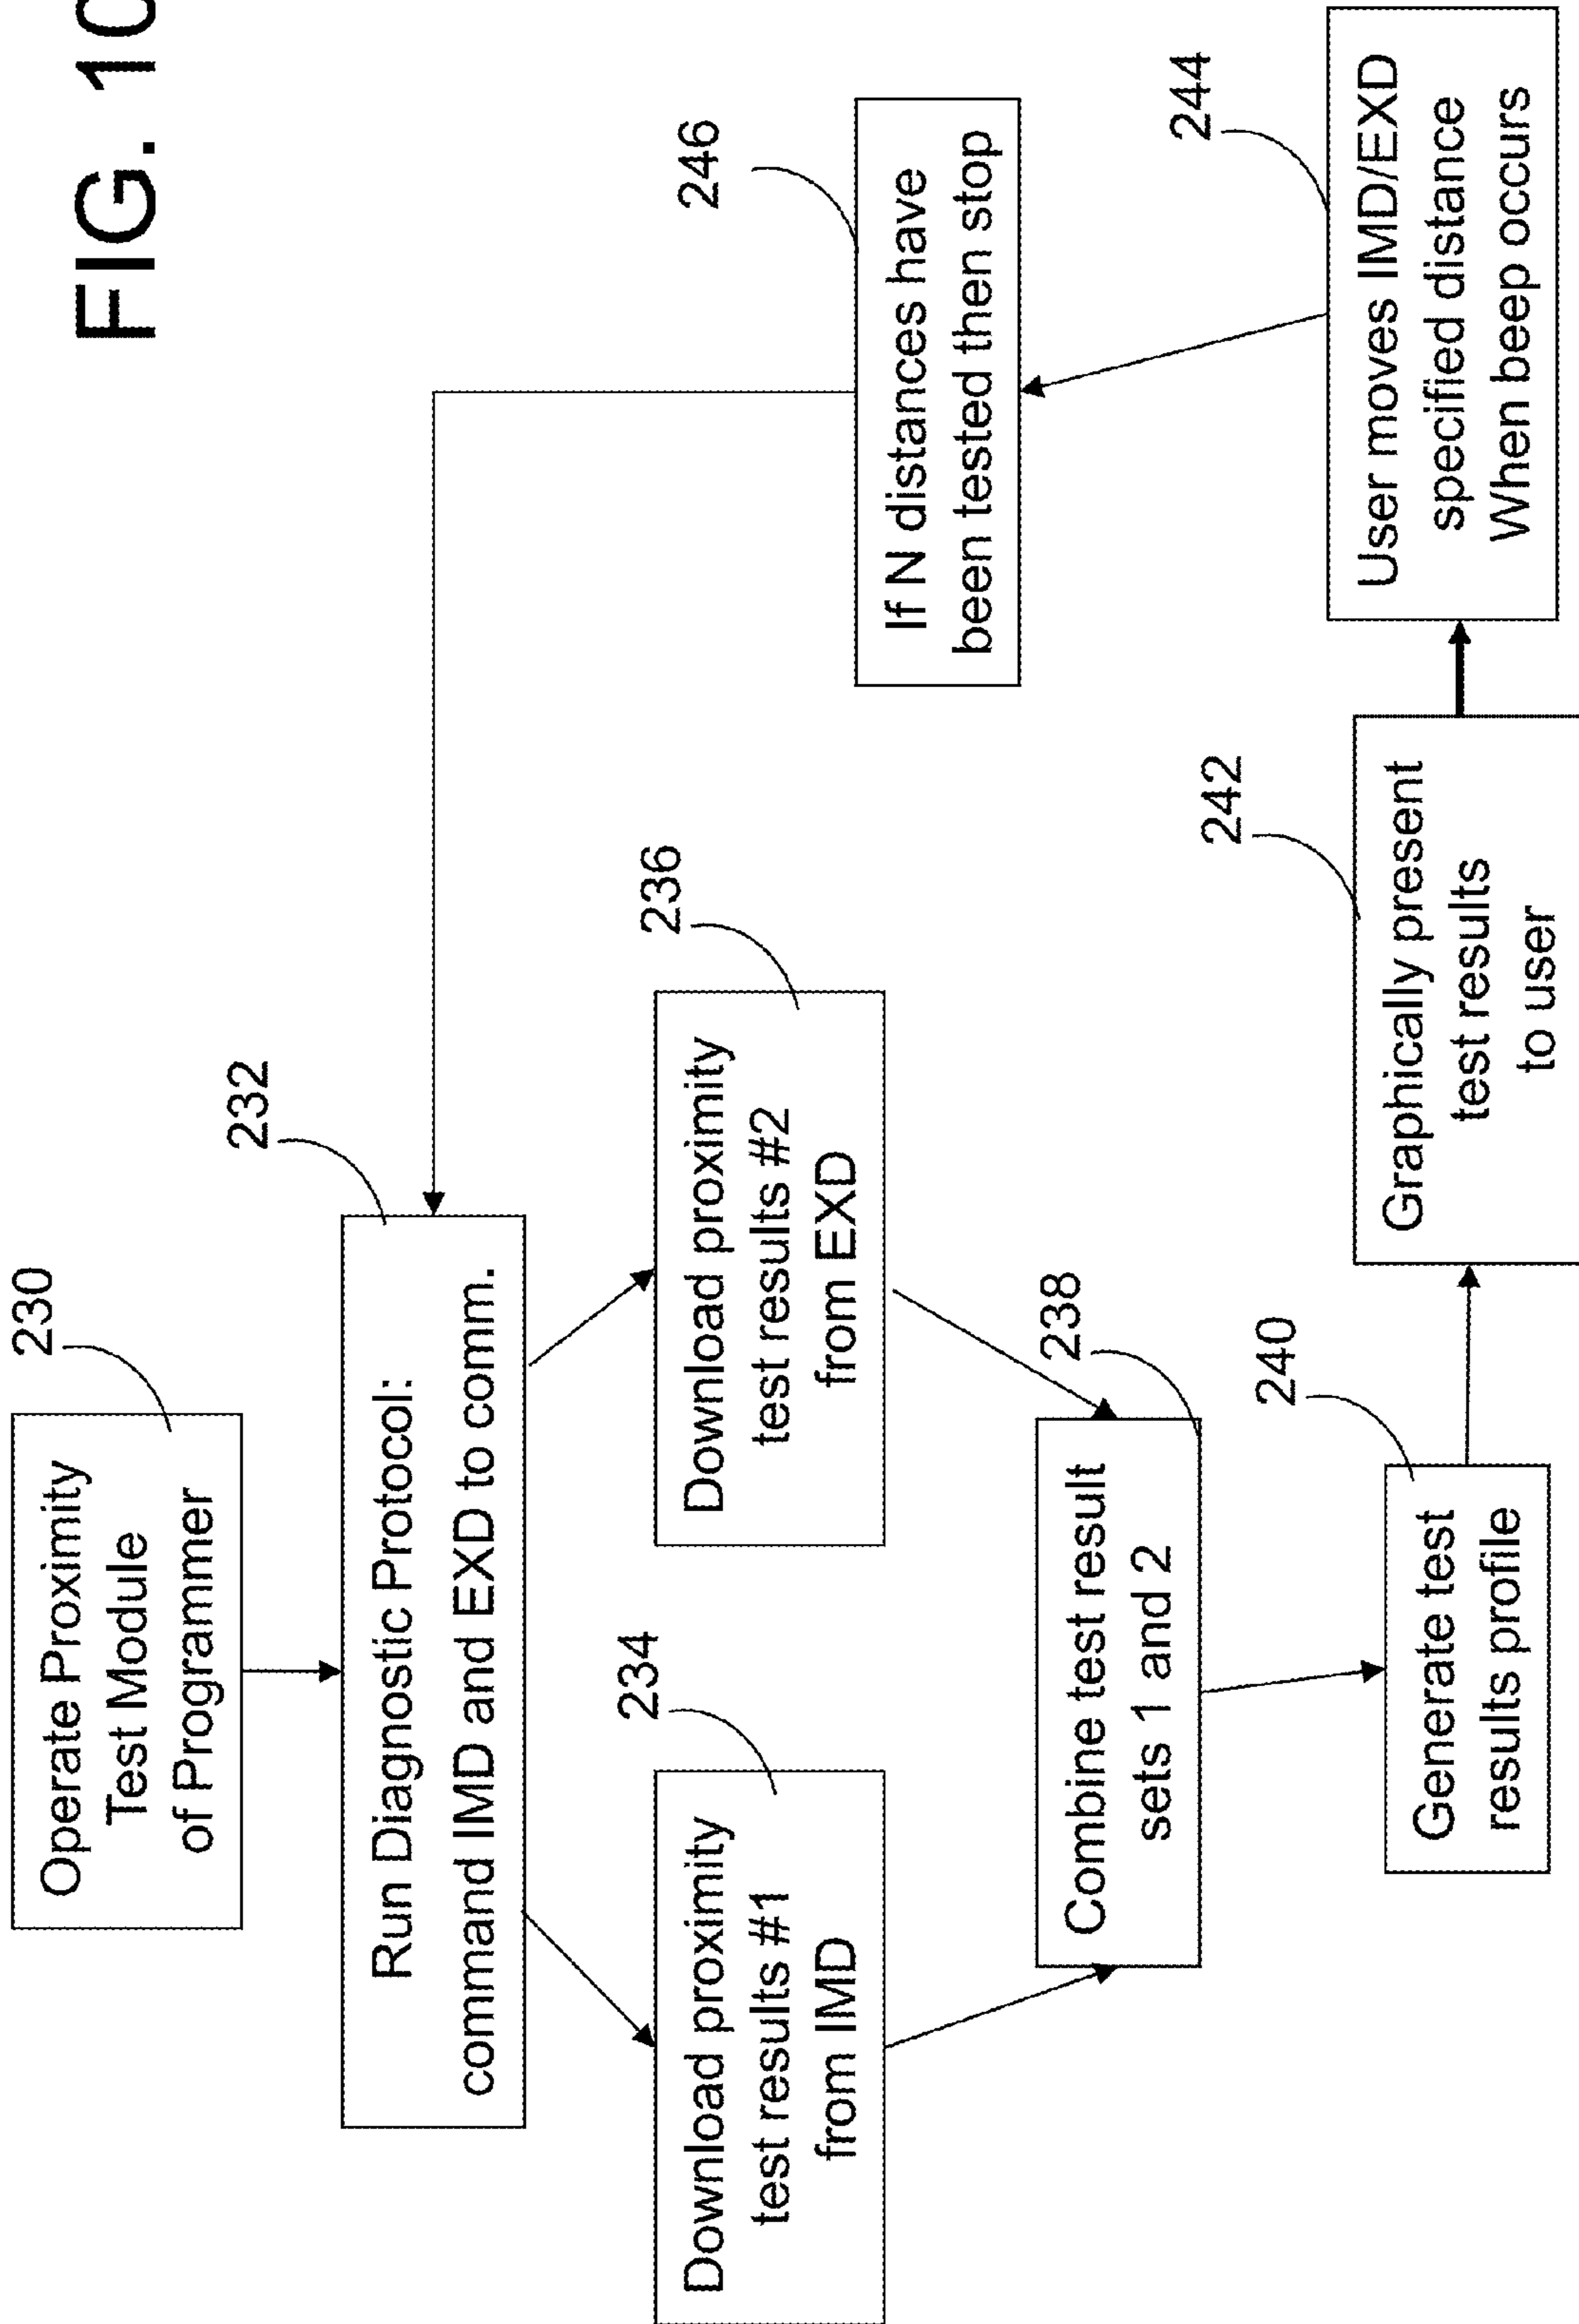 FIG. 10
230
Operate Proximity
Test Module
of Programmer
232
Run Diagnostic Protocol:
command IMD and EXD to comm.
234
Download proximity
test results #1
from IMD
236
Download proximity
test results #2
from EXD
238
Combine test result
sets 1 and 2
240
Generate test
results profile
242
Graphically present
test results
to user
244
User moves IMD/EXD
specified distance
When beep occurs
246
If N distances have
been tested then stop